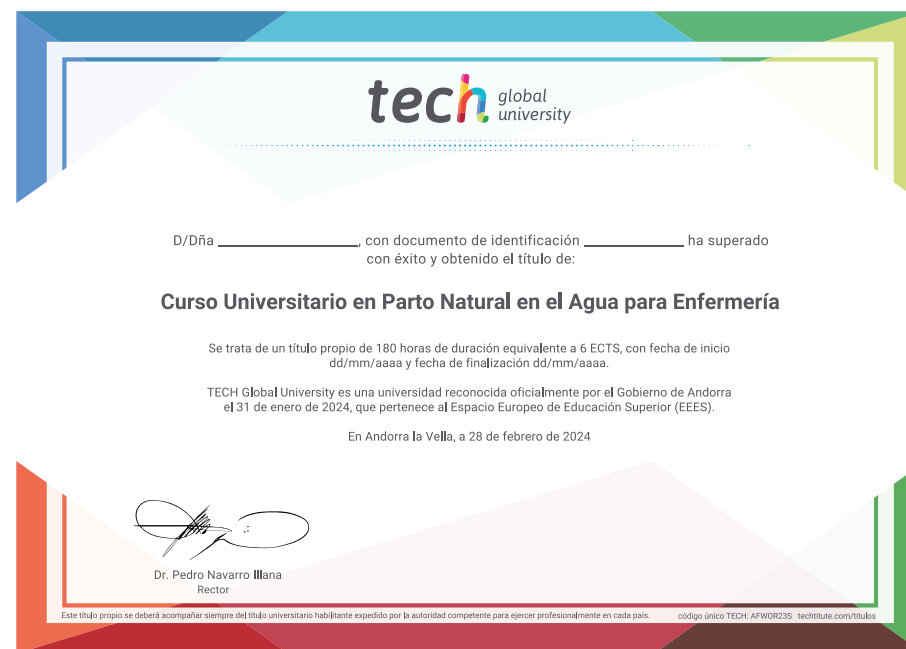 tech global university
D/Dña ____________________, con documento de identificación ______________ ha superado
con éxito y obtenido el título de:
Curso Universitario en Parto Natural en el Agua para Enfermería
Se trata de un título propio de 180 horas de duración equivalente a 6 ECTS, con fecha de inicio
dd/mm/aaaa y fecha de finalización dd/mm/aaaa.
TECH Global University es una universidad reconocida oficialmente por el Gobierno de Andorra
el 31 de enero de 2024, que pertenece al Espacio Europeo de Educación Superior (EEES).
En Andorra la Vella, a 28 de febrero de 2024
Dr. Pedro Navarro Illana
Rector
Este título propio se deberá acompañar siempre del título universitario habilitante expedido por la autoridad competente para ejercer profesionalmente en cada país. código único TECH: AFWOR23S techtitute.com/titulos